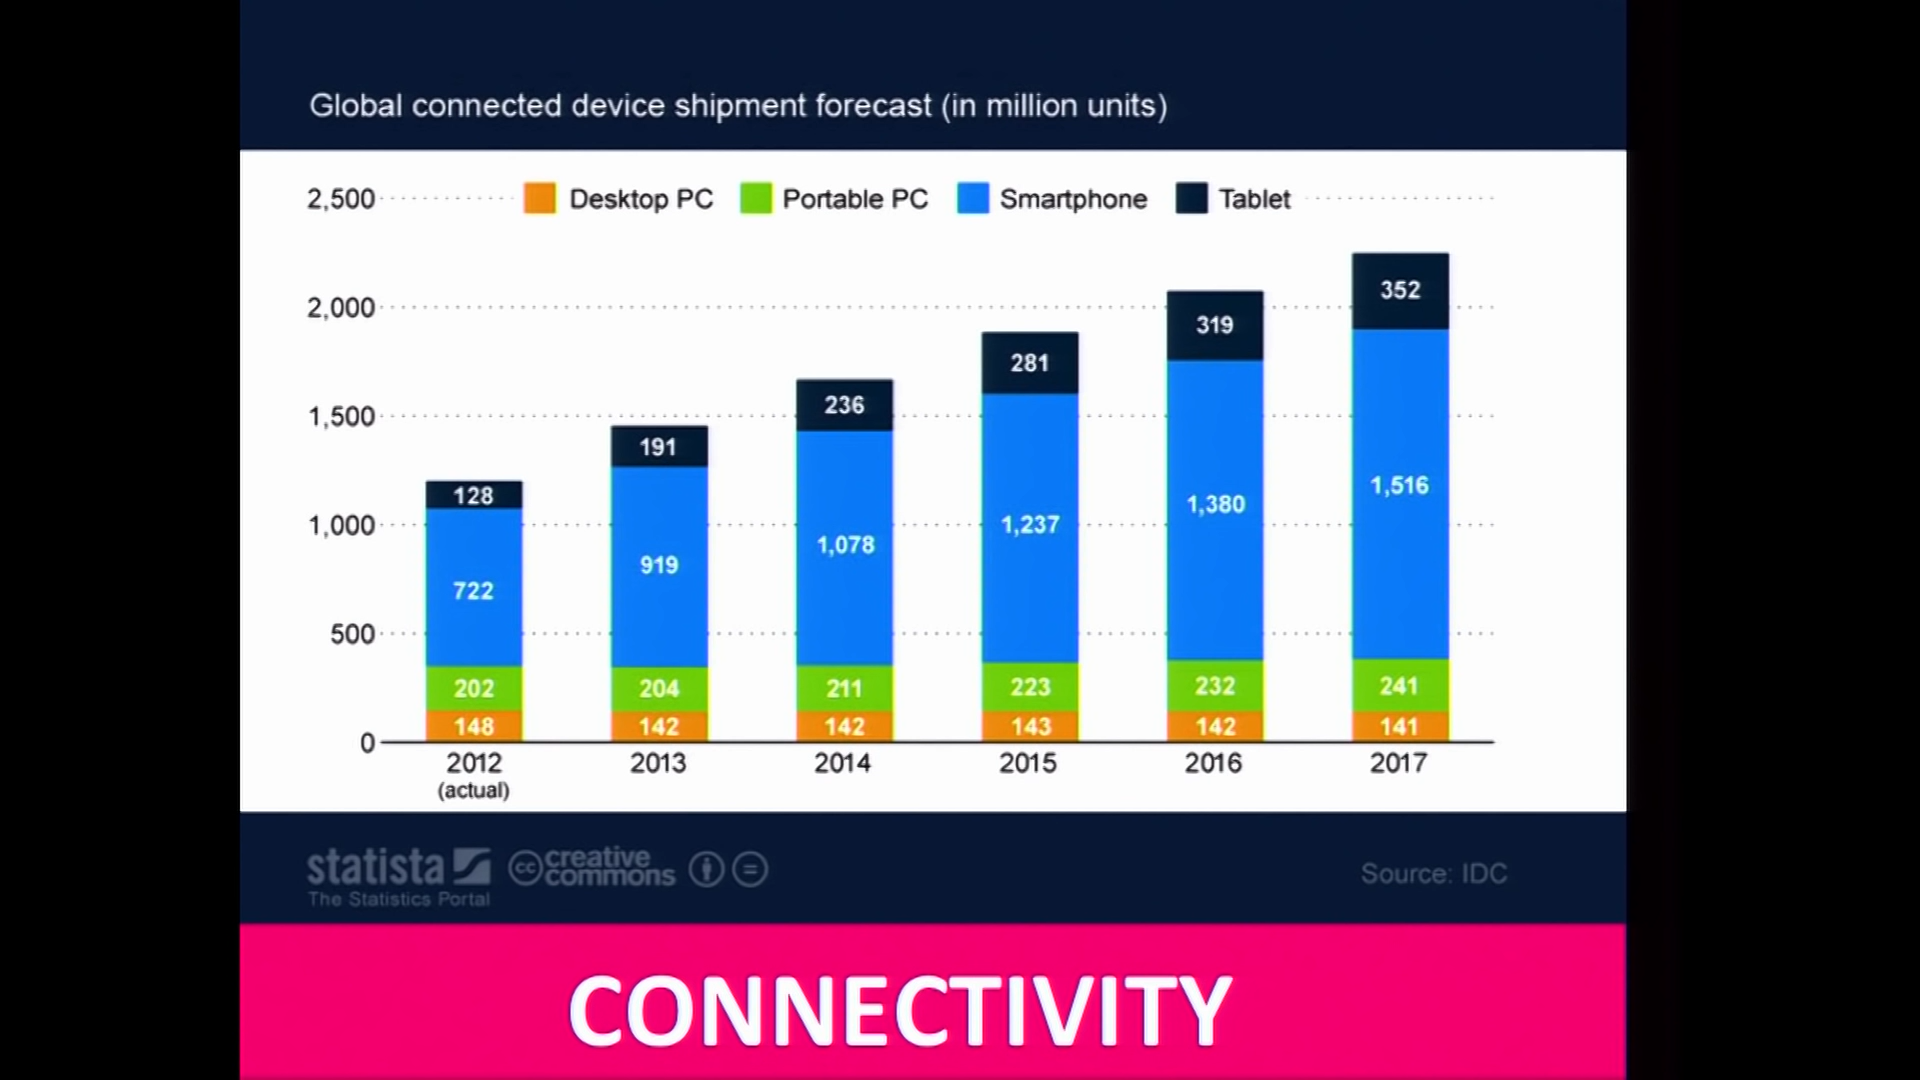 Global connected device shipment forecast (in million units)
2,500 Desktop PC Portable PC Smartphone Tablet
2,000
1,500
1,000
500
0
128 191 236 281 319 352
722 919 1,078 1,237 1,380 1,516
202 204 211 223 232 241
148 142 142 143 142 141
2012 2013 2014 2015 2016 2017
(actual)
statista cc creative commons
The Statistics Portal
Source: IDC
CONNECTIVITY